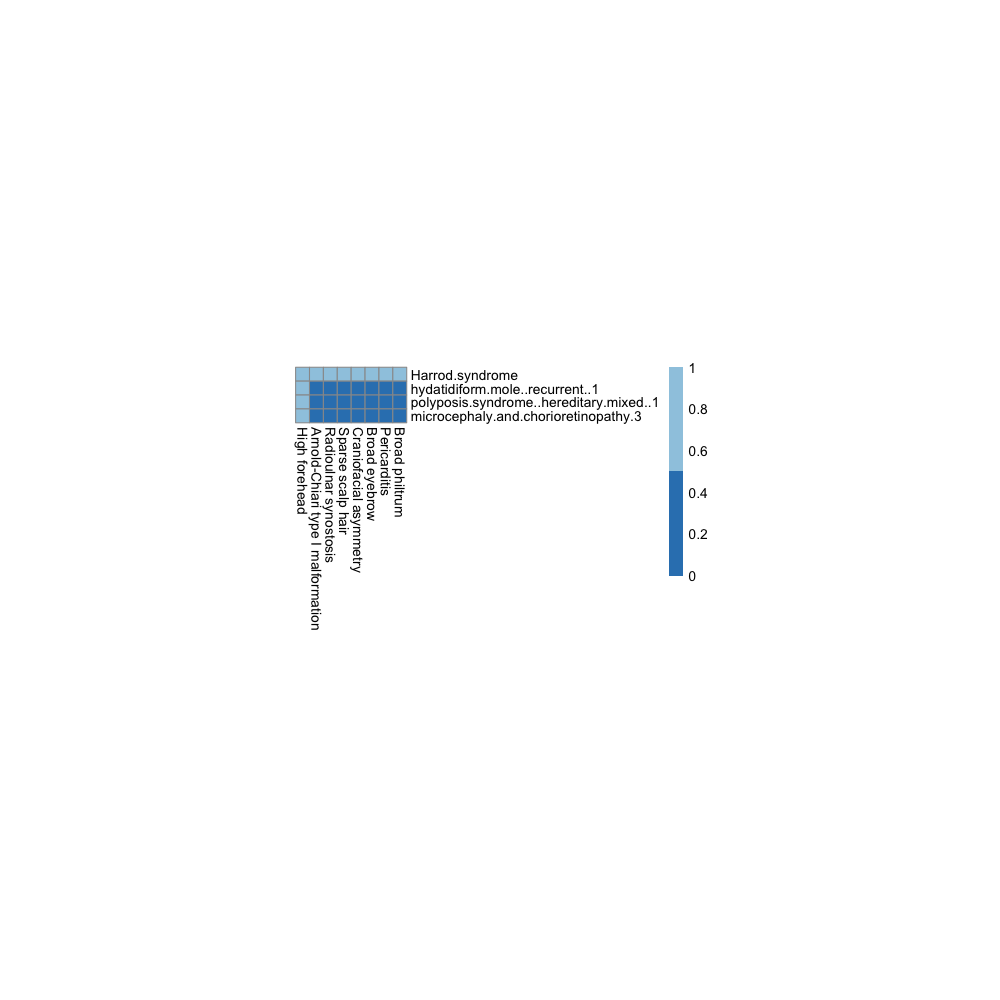 Harrod.syndrome
hydatidiform.mole..recurrent..1
polyposis.syndrome..hereditary.mixed..1
microcephaly.and.chorioretinopathy.3
High forehead
Arnold-Chiari type I malformation
Radioulnar synostosis
Sparse scalp hair
Craniofacial asymmetry
Broad eyebrow
Pericarditis
Broad philtrum
1
0.8
0.6
0.4
0.2
0